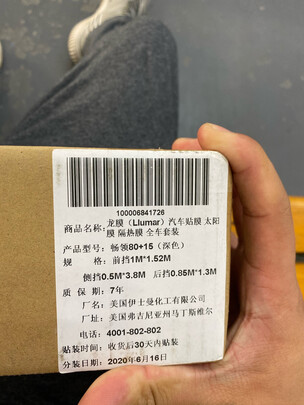 100006841726
商品名称:龙膜（Llumar）汽车贴膜 太阳
膜 隔热膜 全车套装
产品型号:畅领80+15（深色）
规 格: 前挡1M*1.52M
侧挡0.5M*3.8M 后挡0.85M*1.3M
质 保: 7年
厂 名: 美国伊士曼化工有限公司
厂 址: 美国弗吉尼亚州马丁斯维尔
电话: 4001-802-802
贴装时间: 收货后30天内贴装
分装日期: 2020年6月16日